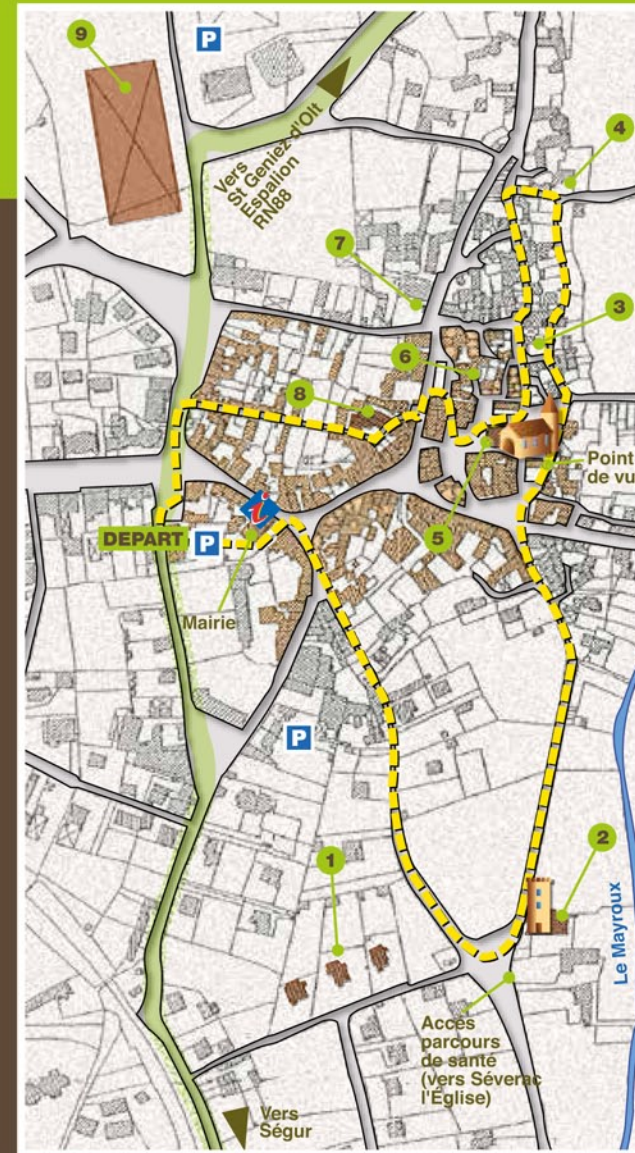 9
P
Vers
St Geniez d'Olt
Espalion
RN88
4
7
3
6
8
Point
de vu
i
5
DEPART
P
Mairie
P
1
2
Le Mayroux
Accès
parcours
de santé
(vers Séverac
l'Église)
Vers
Ségur